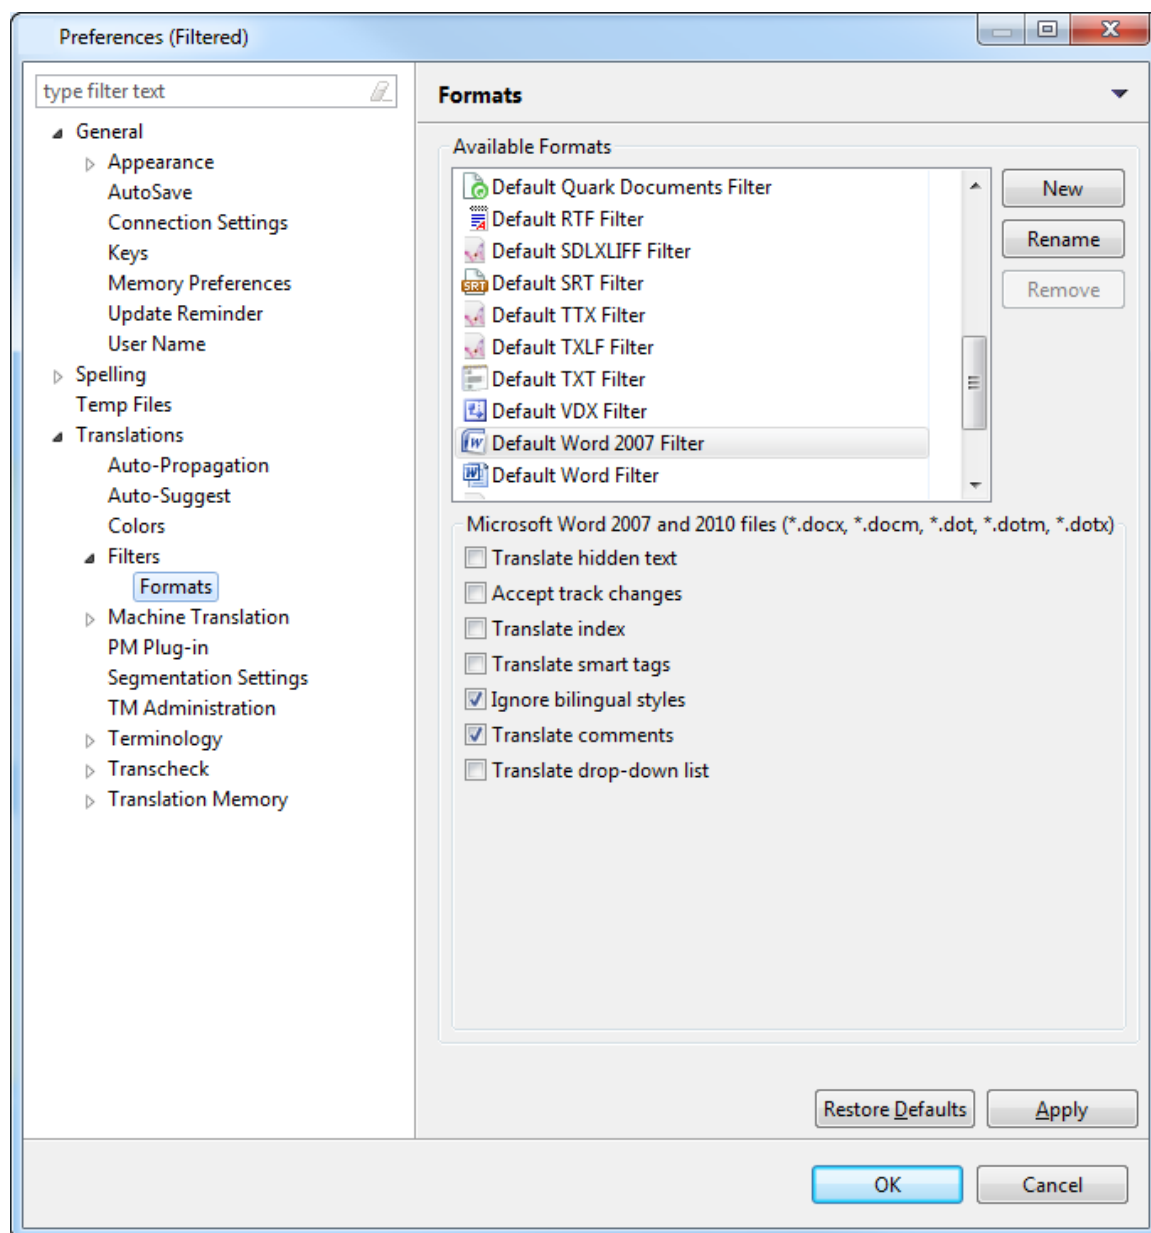 Preferences (Filtered)
type filter text
General
Appearance
AutoSave
Connection Settings
Keys
Memory Preferences
Update Reminder
User Name
Spelling
Temp Files
Translations
Auto-Propagation
Auto-Suggest
Colors
Filters
Formats
Machine Translation
PM Plug-in
Segmentation Settings
TM Administration
Terminology
Transcheck
Translation Memory
Formats
Available Formats
Default Quark Documents Filter
Default RTF Filter
Default SDLXLIFF Filter
SRT Default SRT Filter
Default TTX Filter
Default TXLF Filter
Default TXT Filter
Default VDX Filter
Default Word 2007 Filter
Default Word Filter
New
Rename
Remove
Microsoft Word 2007 and 2010 files (*.docx, *.docm, *.dot, *.dotm, *.dotx)
Translate hidden text
Accept track changes
Translate index
Translate smart tags
Ignore bilingual styles
Translate comments
Translate drop-down list
Restore Defaults
Apply
OK
Cancel